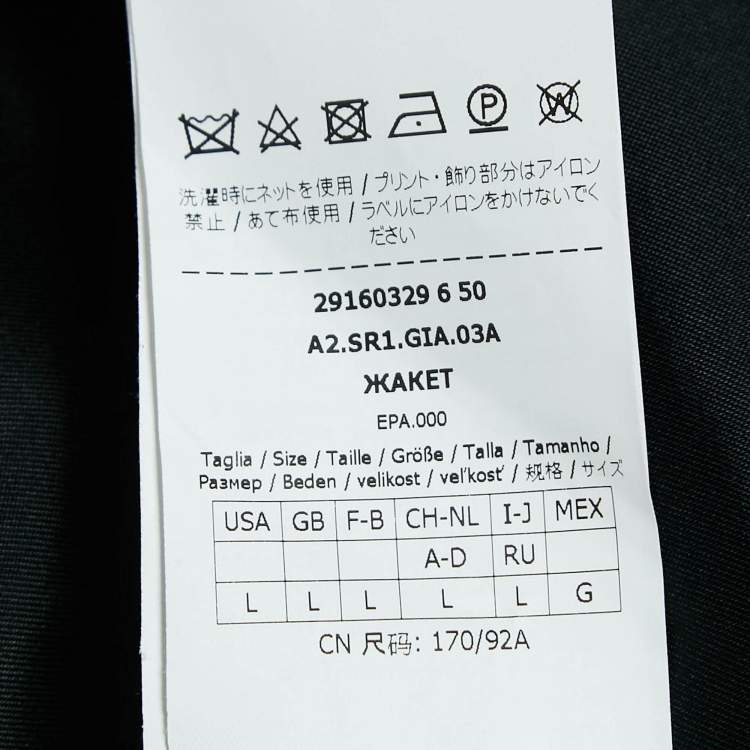 P W
洗濯時にネットを使用 / プリント・飾り部分はアイロン
禁止 / あて布使用 / ラベルにアイロンをかけないでく
ださい
29160329 6 50
A2.SR1.GIA.03A
ЖАКЕТ
EPA.000
Taglia / Size / Taille / Größe / Talla / Tamanho /
Размер / Beden / velikost / veľkosť / 规格 / サイズ
USA GB F-B CH-NL I-J MEX
A-D RU
L L L L L G
CN 尺码: 170/92A